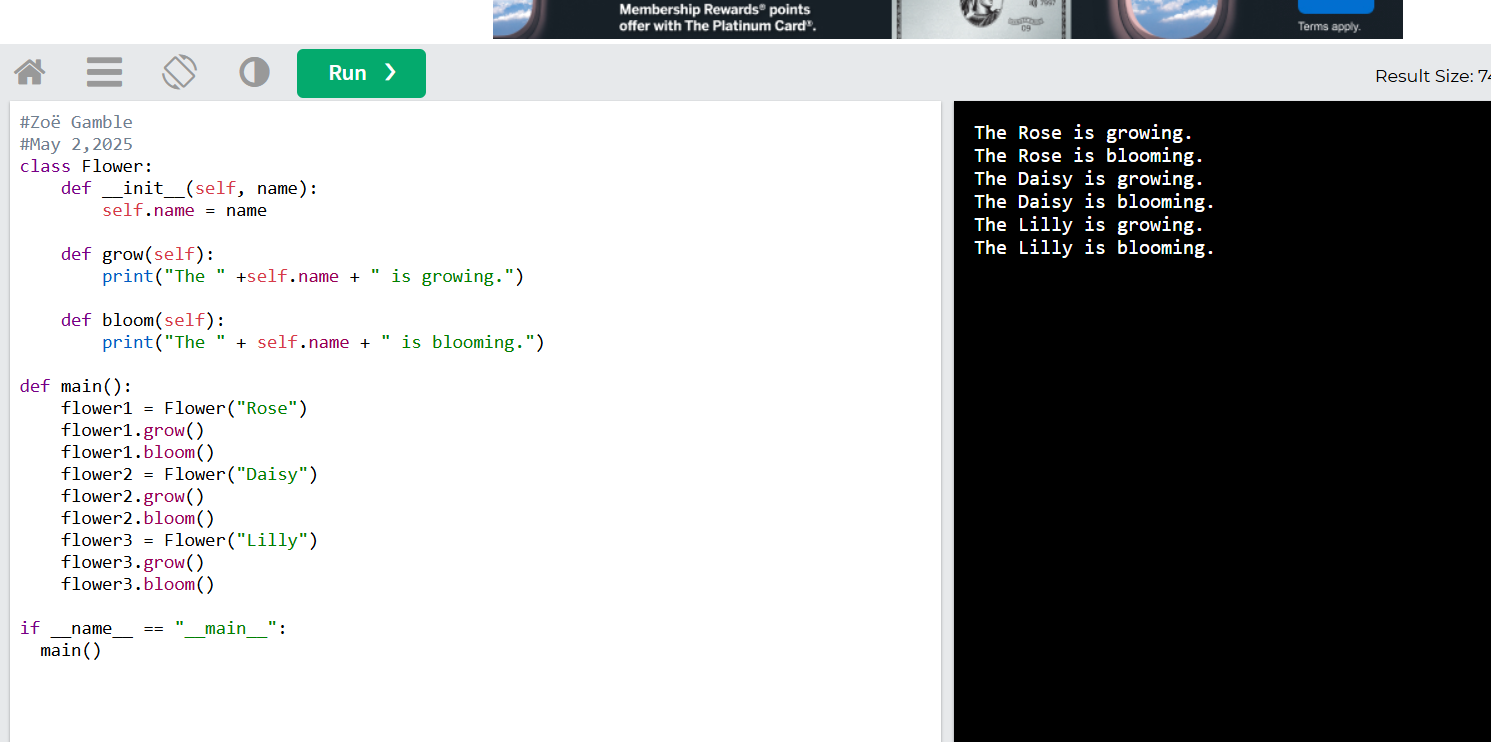 Membership Rewards® points
offer with The Platinum Card®.
Terms apply.
Run ❯
Result Size: 74
#Zoë Gamble
#May 2,2025
class Flower:
    def __init__(self, name):
        self.name = name
    def grow(self):
        print("The " +self.name + " is growing.")
    def bloom(self):
        print("The " + self.name + " is blooming.")
def main():
    flower1 = Flower("Rose")
    flower1.grow()
    flower1.bloom()
    flower2 = Flower("Daisy")
    flower2.grow()
    flower2.bloom()
    flower3 = Flower("Lilly")
    flower3.grow()
    flower3.bloom()
if __name__ == "__main__":
  main()
The Rose is growing.
The Rose is blooming.
The Daisy is growing.
The Daisy is blooming.
The Lilly is growing.
The Lilly is blooming.